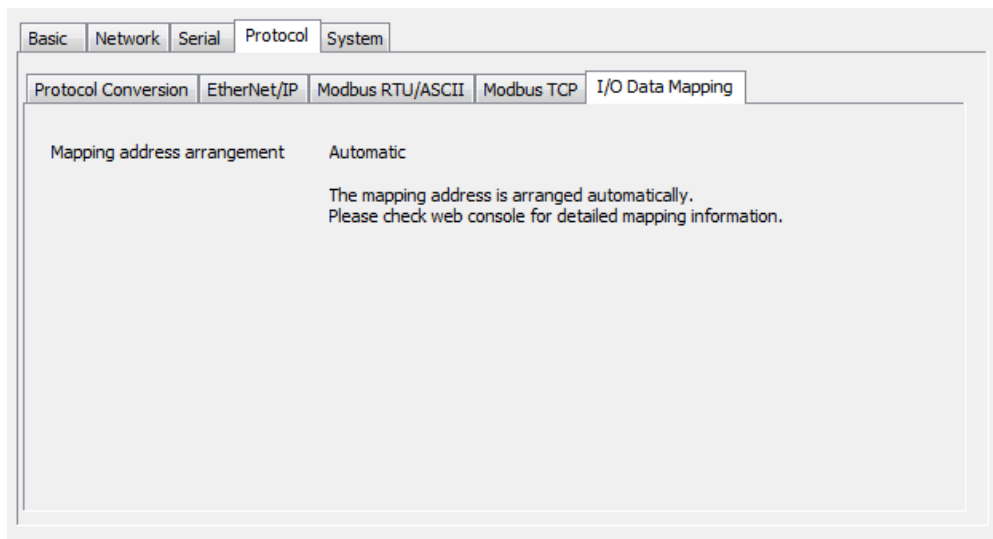 Basic Network Serial Protocol System
Protocol Conversion EtherNet/IP Modbus RTU/ASCII Modbus TCP I/O Data Mapping
Mapping address arrangement Automatic
The mapping address is arranged automatically.
Please check web console for detailed mapping information.